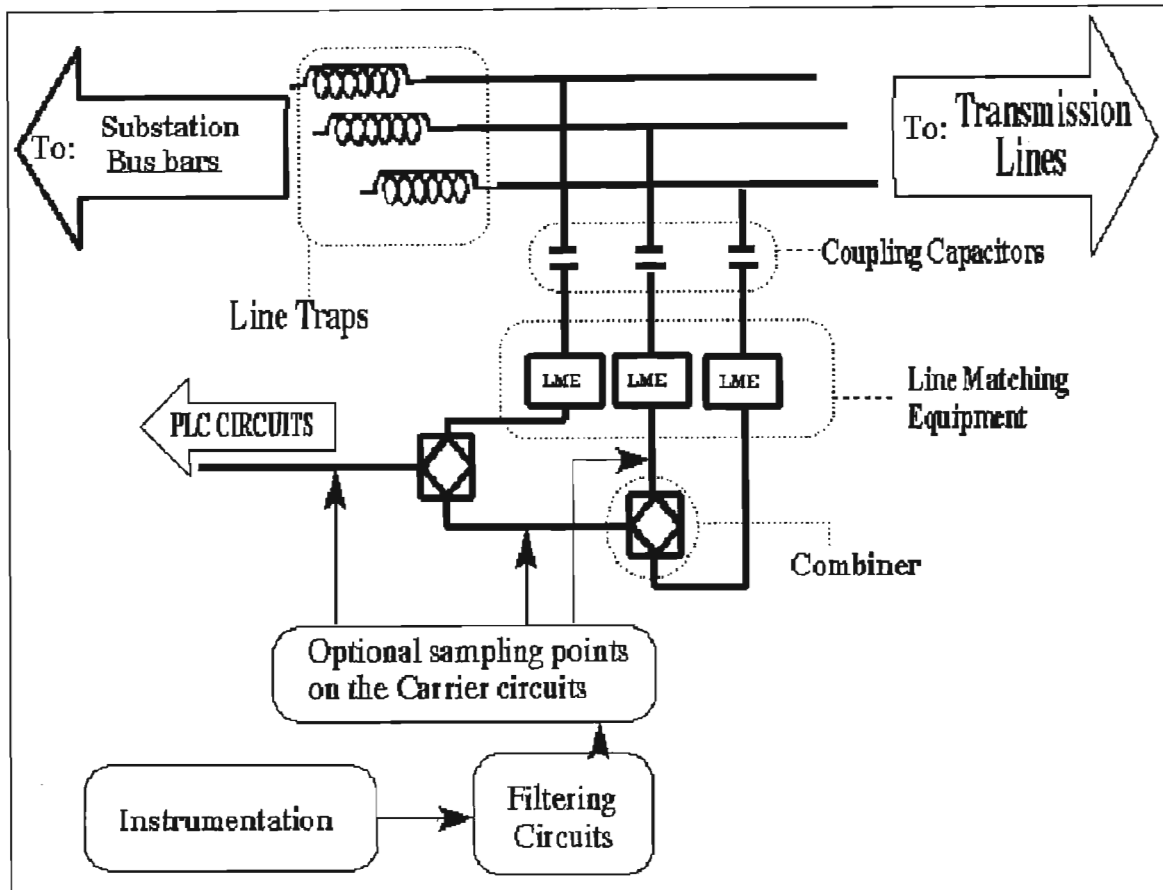 To: Substation
Bus bars
To: Transmission
Lines
Coupling Capacitors
Line Traps
LME LME LME
Line Matching
Equipment
PLC CIRCUITS
Combiner
Optional sampling points
on the Carrier circuits
Instrumentation
Filtering
Circuits